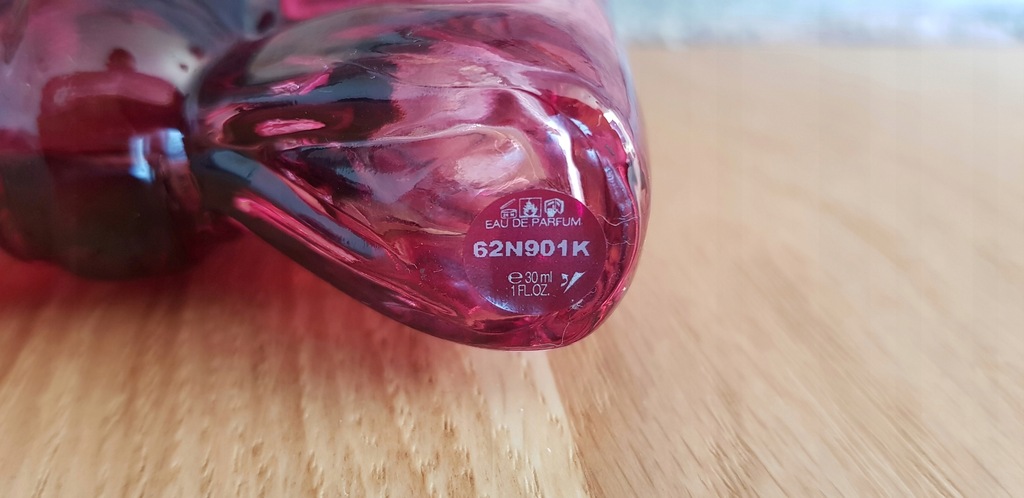 EAU DE PARFUM
62N901K
℮ 30 ml
1 FL.OZ.